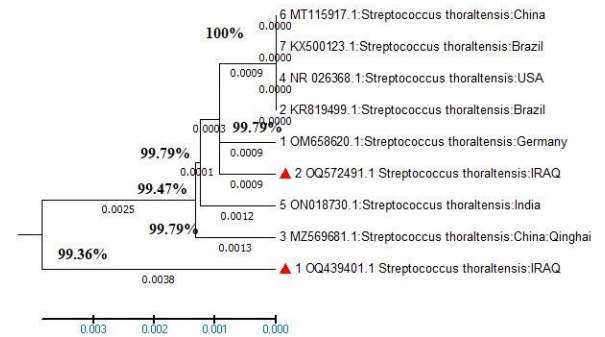 6 MT115917.1:Streptococcus thoraltensis:China
0.0000
100%
7 KX500123.1:Streptococcus thoraltensis:Brazil
0.0000
0.0009
4 NR 026368.1:Streptococcus thoraltensis:USA
0.0000
2 KR819499.1:Streptococcus thoraltensis:Brazil
0.0000
0.0003
99.79%
1 OM658620.1:Streptococcus thoraltensis:Germany
0.0009
99.79%
0.0001
2 OQ572491.1 Streptococcus thoraltensis:IRAQ
0.0009
99.47%
5 ON018730.1:Streptococcus thoraltensis:India
0.0025
0.0012
99.79%
3 MZ569681.1:Streptococcus thoraltensis:China:Qinghai
0.0013
99.36%
1 OQ439401.1 Streptococcus thoraltensis:IRAQ
0.0038
0.003 0.002 0.001 0.000